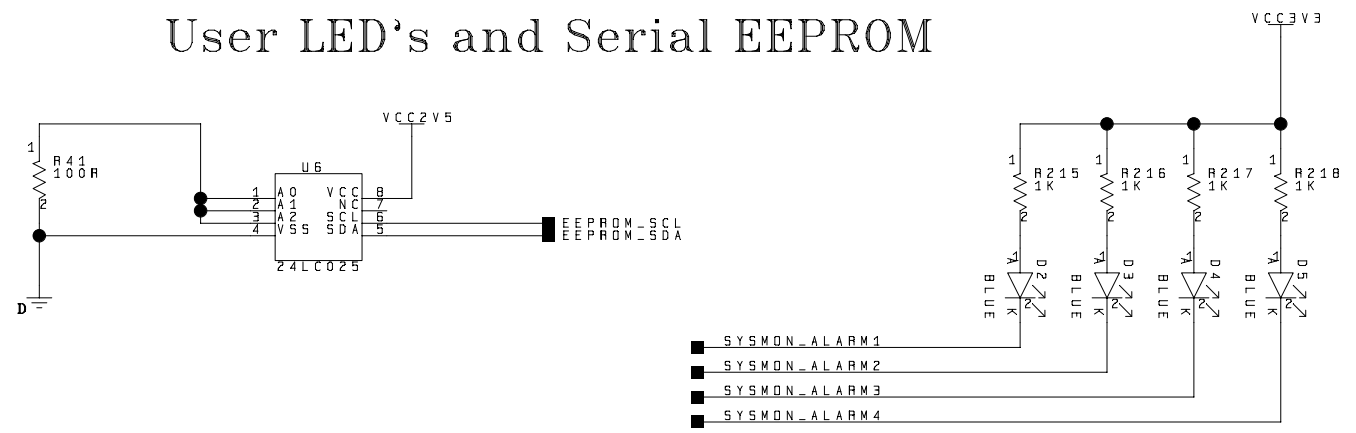 User LED's and Serial EEPROM
VCC3V3
VCC2V5
1
R41
100R
2
U6
1 A0 VCC 8
2 A1 NC 7
3 A2 SCL 6
4 VSS SDA 5
24LC025
EEPROM_SCL
EEPROM_SDA
D
1 R215 1 R216 1 R217 1 R218
1K 1K 1K 1K
2 2 2 2
1 A D2 1 A D3 1 A D4 1 A D5
BLUE K 2 BLUE K 2 BLUE K 2 BLUE K 2
SYSMON_ALARM1
SYSMON_ALARM2
SYSMON_ALARM3
SYSMON_ALARM4